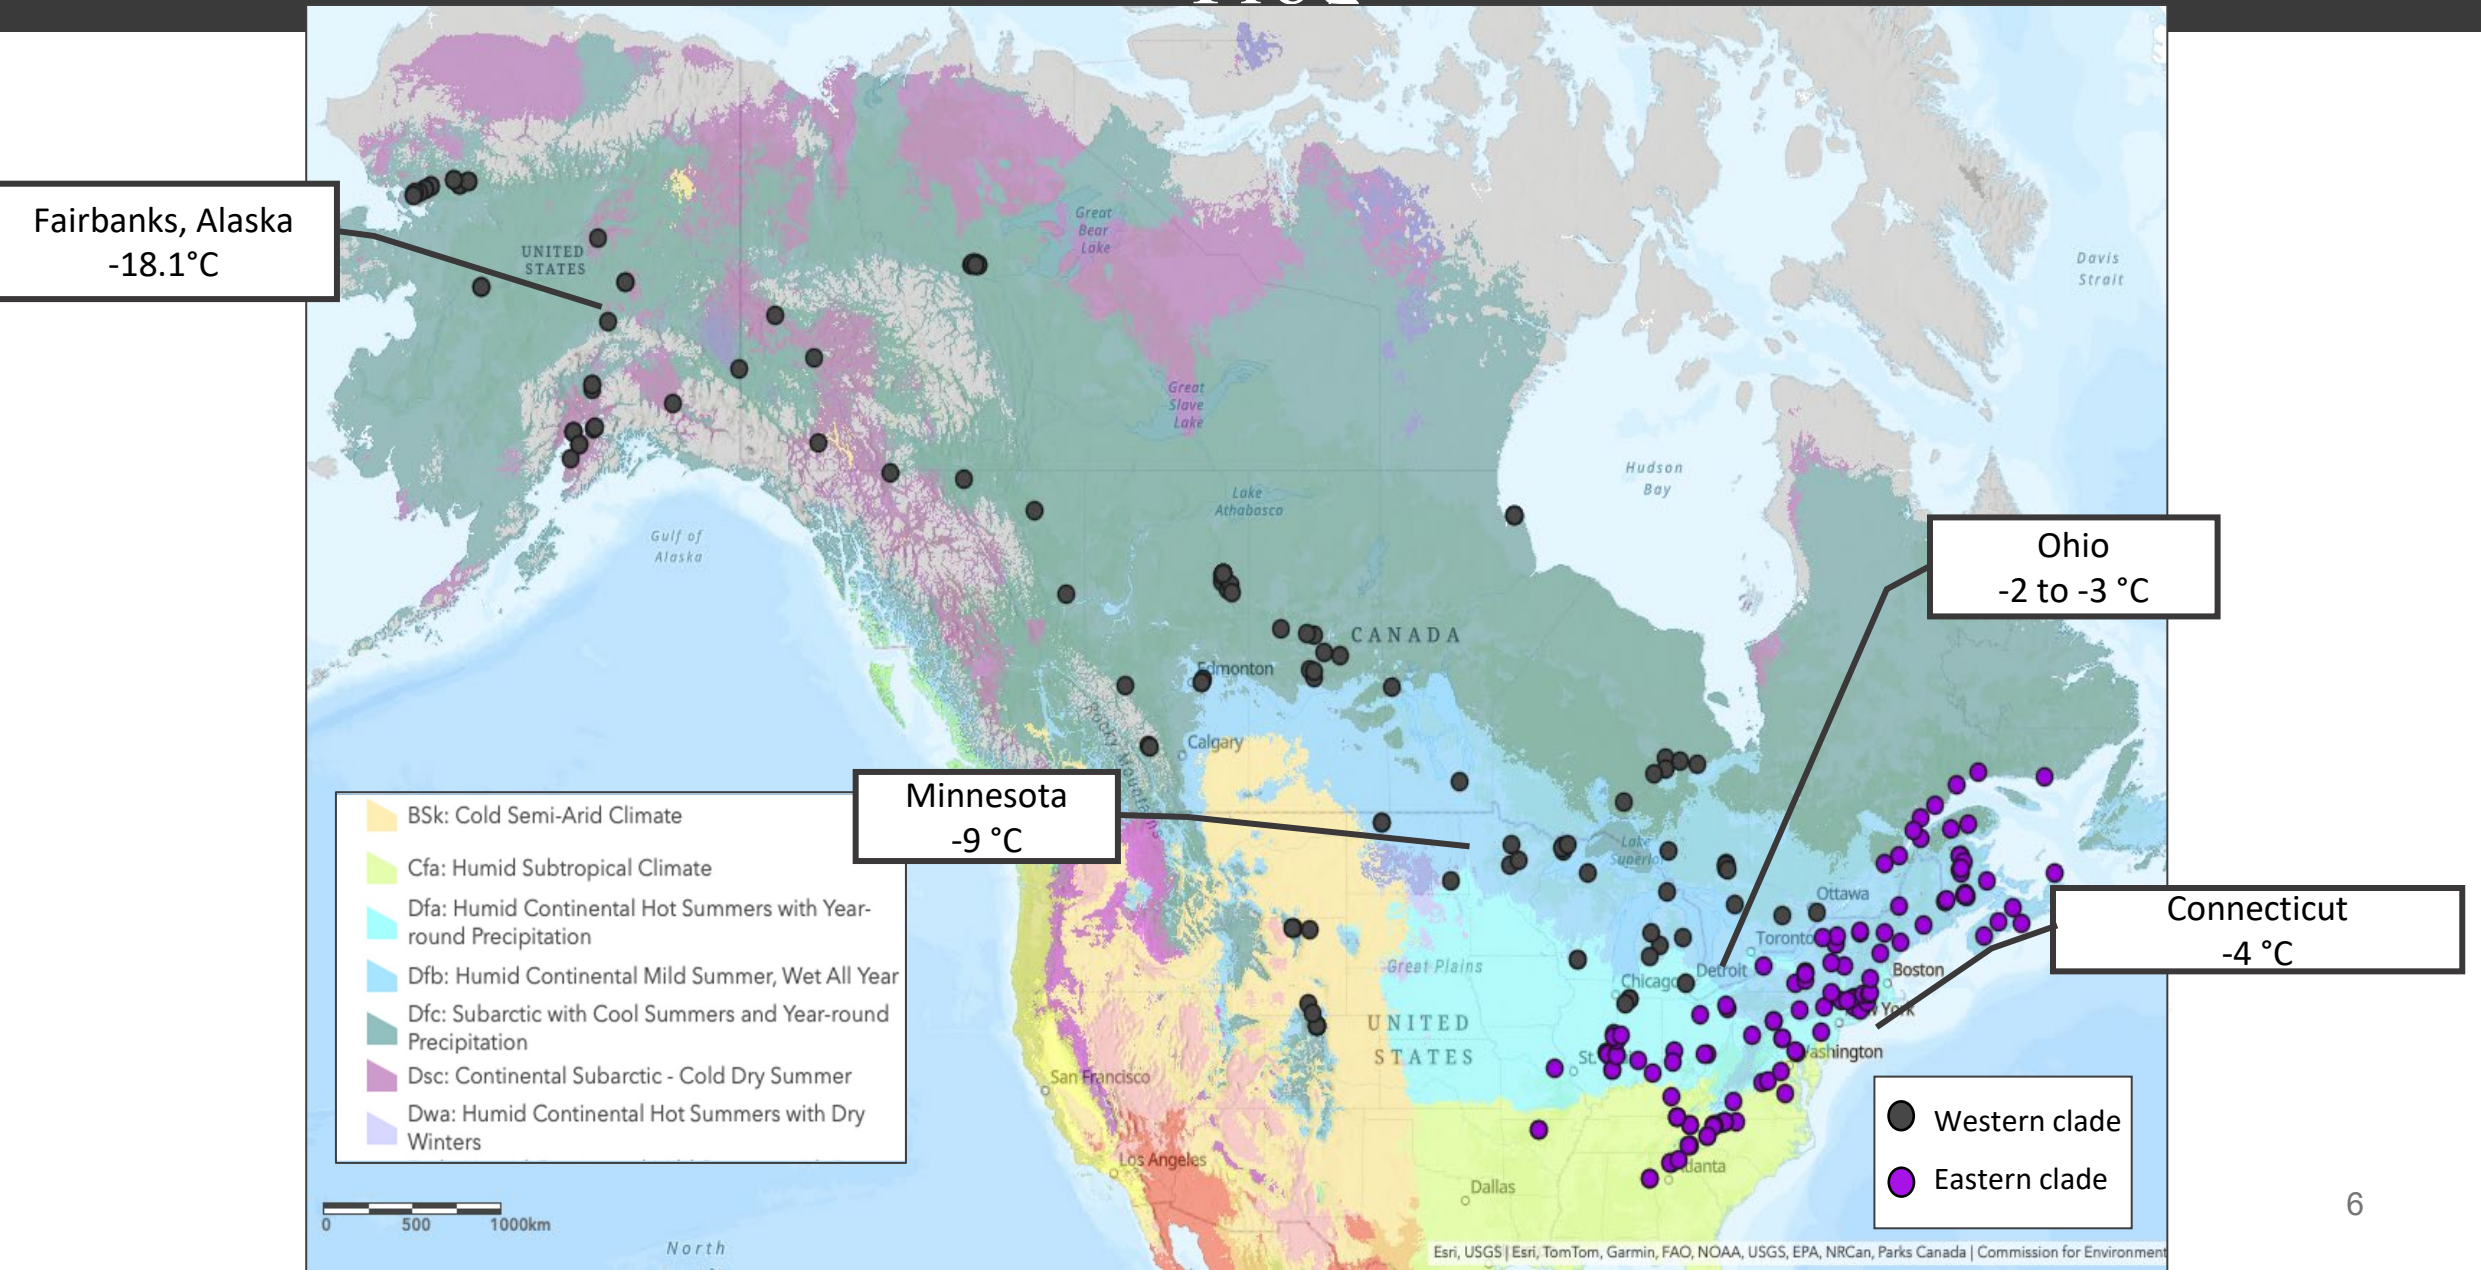 Fairbanks, Alaska
-18.1°C
UNITED
STATES
Great
Bear
Lake
Davis
Strait
Great
Slave
Lake
Hudson
Bay
Lake
Athabasca
Gulf of
Alaska
Ohio
-2 to -3 °C
CANADA
Edmonton
Rocky Mountains
Calgary
Minnesota
-9 °C
Lake
Superior
Ottawa
Connecticut
-4 °C
Toronto
Great Plains
Chicago
Detroit
Boston
York
UNITED
STATES
St.
Washington
San Francisco
Los Angeles
Atlanta
Dallas
North
BSk: Cold Semi-Arid Climate
Cfa: Humid Subtropical Climate
Dfa: Humid Continental Hot Summers with Year-
round Precipitation
Dfb: Humid Continental Mild Summer, Wet All Year
Dfc: Subarctic with Cool Summers and Year-round
Precipitation
Dsc: Continental Subarctic - Cold Dry Summer
Dwa: Humid Continental Hot Summers with Dry
Winters
Western clade
Eastern clade
0 500 1000km
Esri, USGS | Esri, TomTom, Garmin, FAO, NOAA, USGS, EPA, NRCan, Parks Canada | Commission for Environment
6